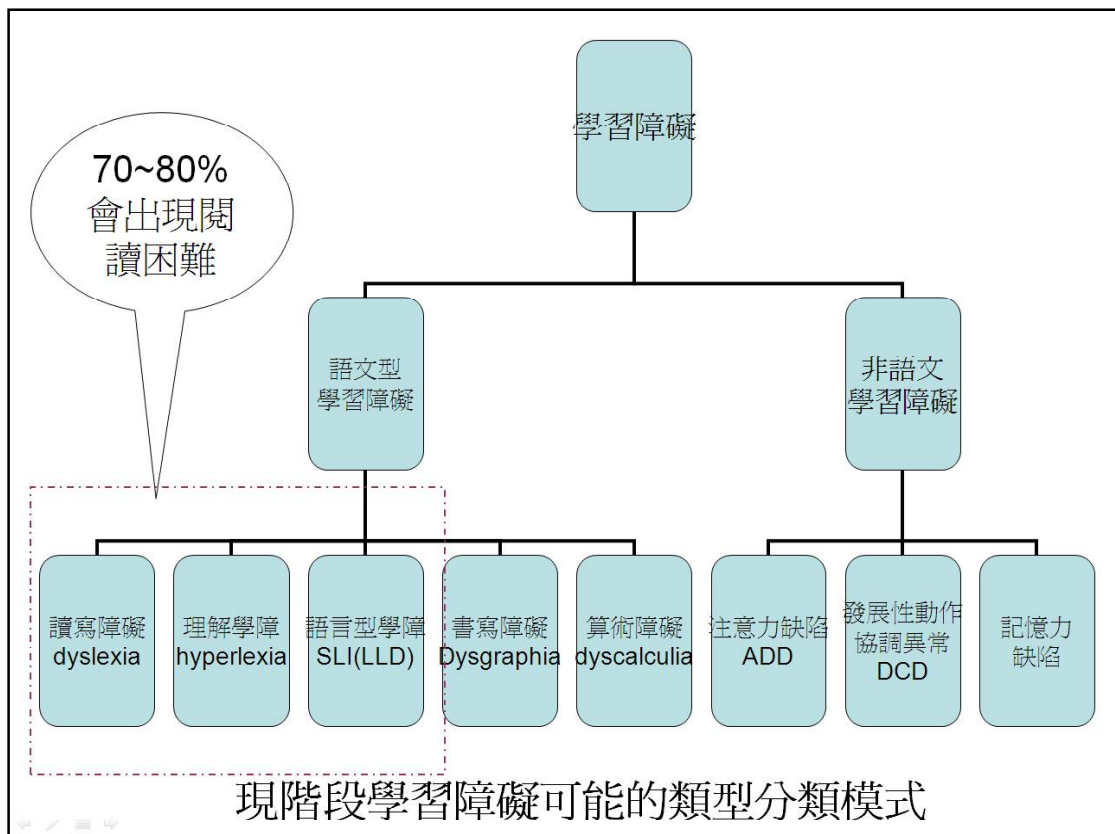 學習障礙
70~80%
會出現閱
讀困難
語文型
學習障礙
非語文
學習障礙
讀寫障礙
dyslexia
理解學障
hyperlexia
語言型學障
SLI(LLD)
書寫障礙
Dysgraphia
算術障礙
dyscalculia
注意力缺陷
ADD
發展性動作
協調異常
DCD
記憶力
缺陷
現階段學習障礙可能的類型分類模式